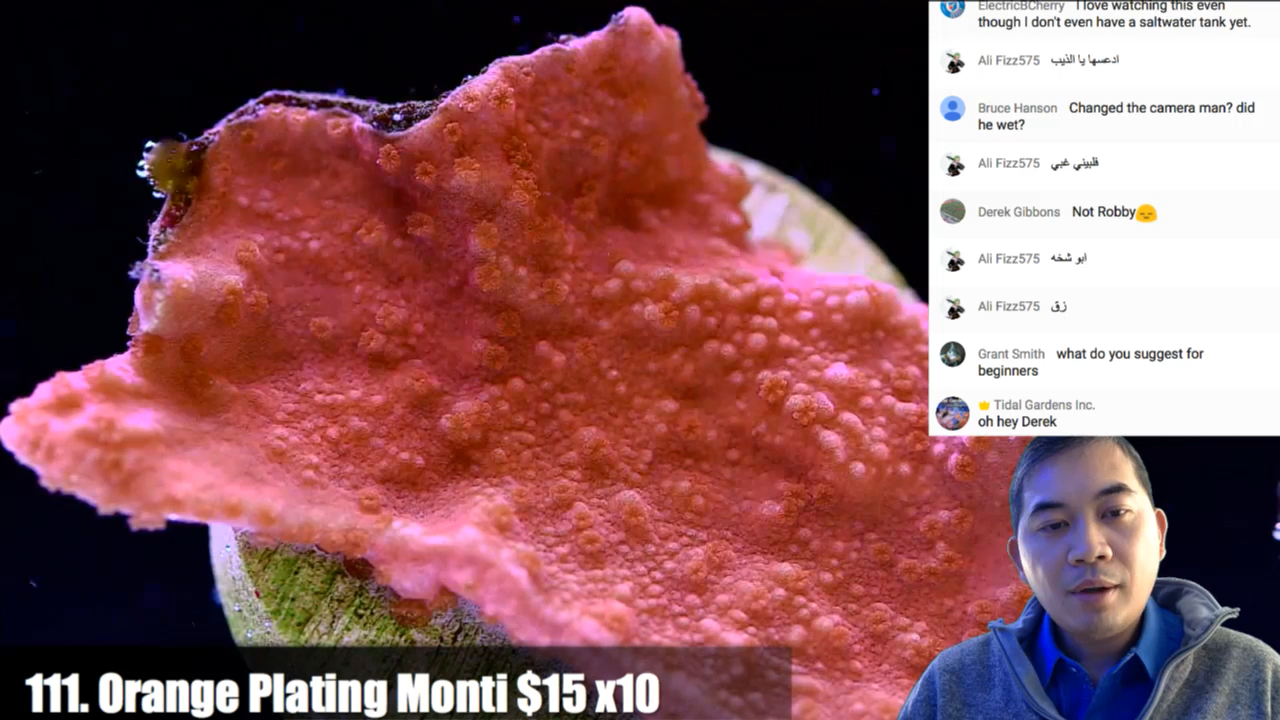 ElectricBCherry I love watching this even
though I don't even have a saltwater tank yet.
Ali Fizz575 ادعسها يا الذيب
Bruce Hanson Changed the camera man? did
he wet?
Ali Fizz575 فلبيني غبي
Derek Gibbons Not Robby😔
Ali Fizz575 ابو شخه
Ali Fizz575 زق
Grant Smith what do you suggest for
beginners
Tidal Gardens Inc.
oh hey Derek
111. Orange Plating Monti $15 x10